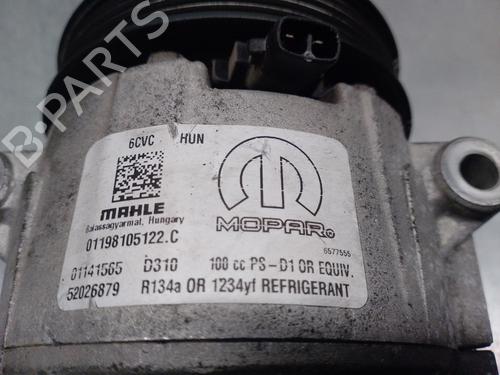 6CVC HUN
MAHLE
Balassagyarmat, Hungary
01198105122.C
MOPAR®
6577555
01141565 D310 100 cc PS-D1 OR EQUIV.
52026879 R134a OR 1234yf REFRIGERANT
B-PARTS